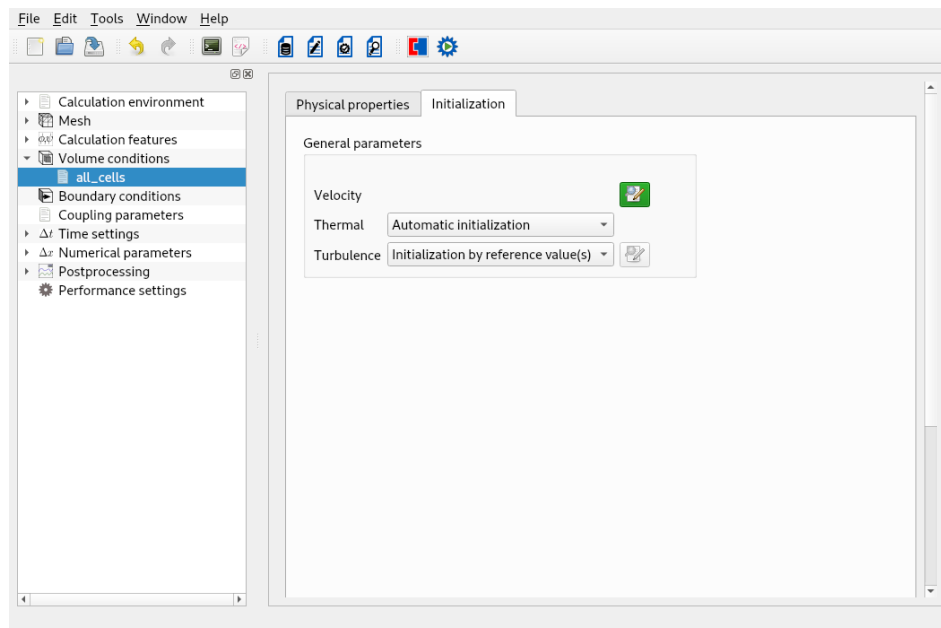 File Edit Tools Window Help
Calculation environment
Mesh
Calculation features
Volume conditions
all_cells
Boundary conditions
Coupling parameters
Δt Time settings
Δx Numerical parameters
Postprocessing
Performance settings
Physical properties Initialization
General parameters
Velocity
Thermal Automatic initialization
Turbulence Initialization by reference value(s)